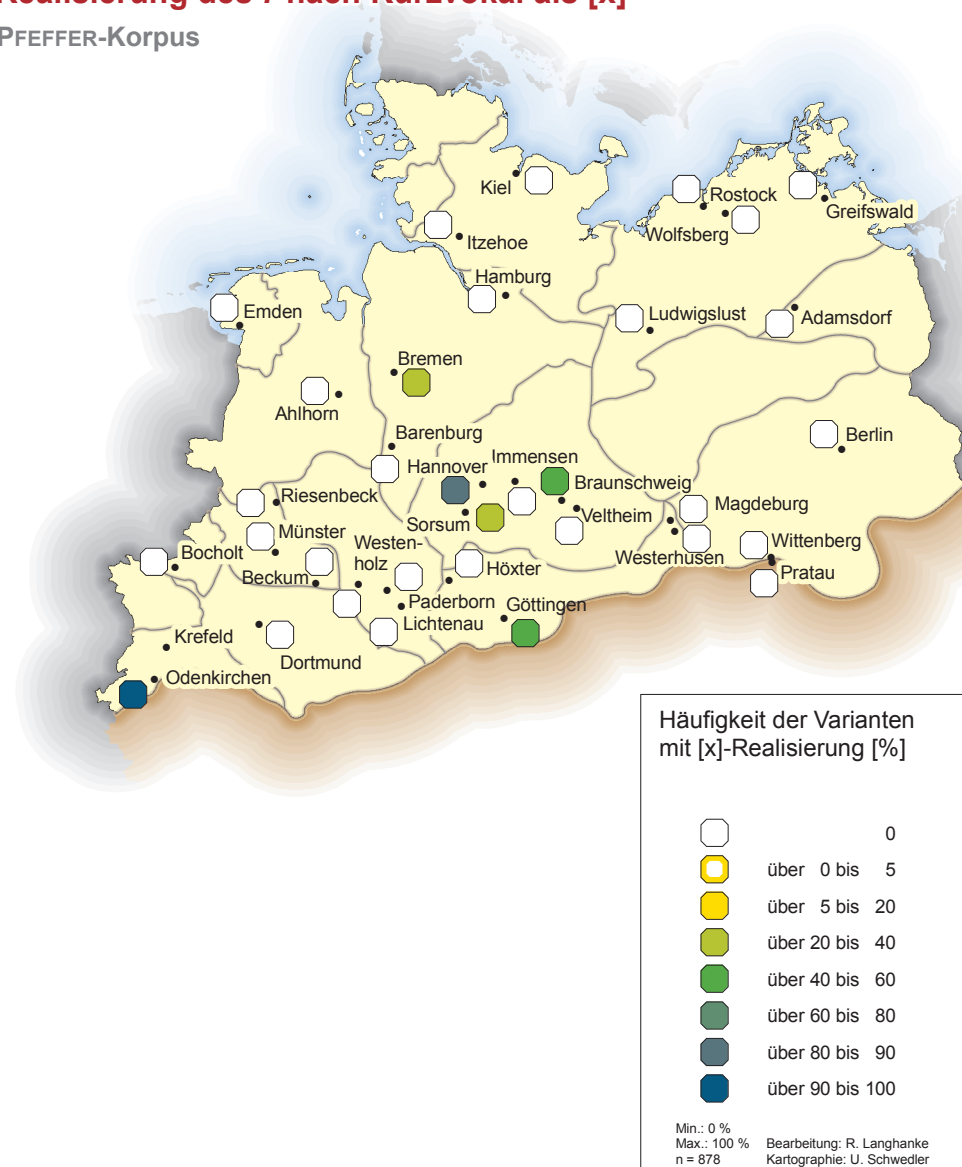 Realisierung des r nach Kurzvokal als [x]
PFEFFER-Korpus
Kiel
Rostock
Greifswald
Wolfsberg
Itzehoe
Hamburg
Emden
Ludwigslust
Adamsdorf
Bremen
Ahlhorn
Barenburg
Berlin
Hannover
Immensen
Braunschweig
Riesenbeck
Magdeburg
Sorsum
Veltheim
Münster
Westen-
holz
Westerhusen
Wittenberg
Bocholt
Beckum
Höxter
Pratau
Paderborn
Göttingen
Lichtenau
Krefeld
Dortmund
Odenkirchen
Häufigkeit der Varianten
mit [x]-Realisierung [%]
0
über 0 bis 5
über 5 bis 20
über 20 bis 40
über 40 bis 60
über 60 bis 80
über 80 bis 90
über 90 bis 100
Min.: 0 %
Max.: 100 % Bearbeitung: R. Langhanke
n = 878 Kartographie: U. Schwedler